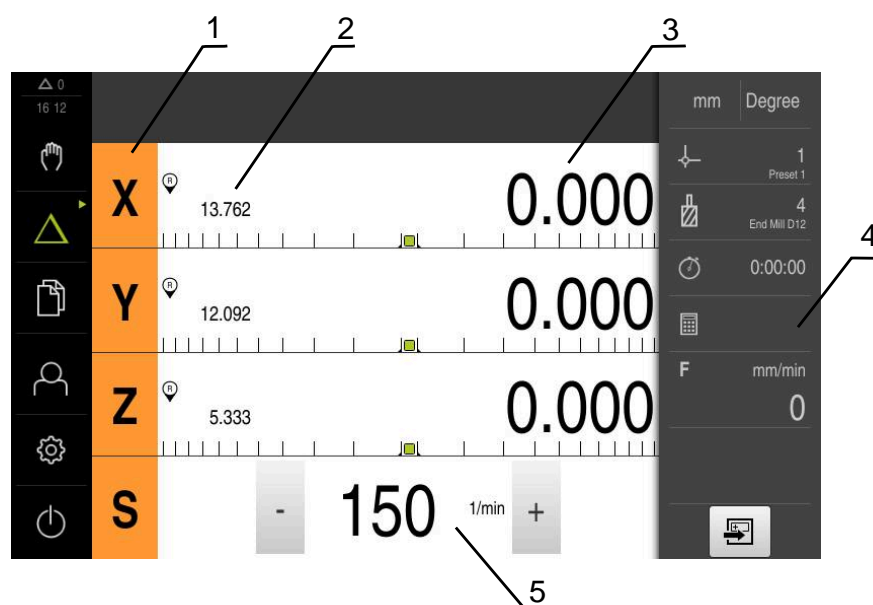 1 2 3
0
16 12
mm Degree
X R 13.762 0.000
1
Preset 1
4
End Mill D12
4
Y R 12.092 0.000
0:00:00
Z R 5.333 0.000
F mm/min
0
S - 150 1/min +
5